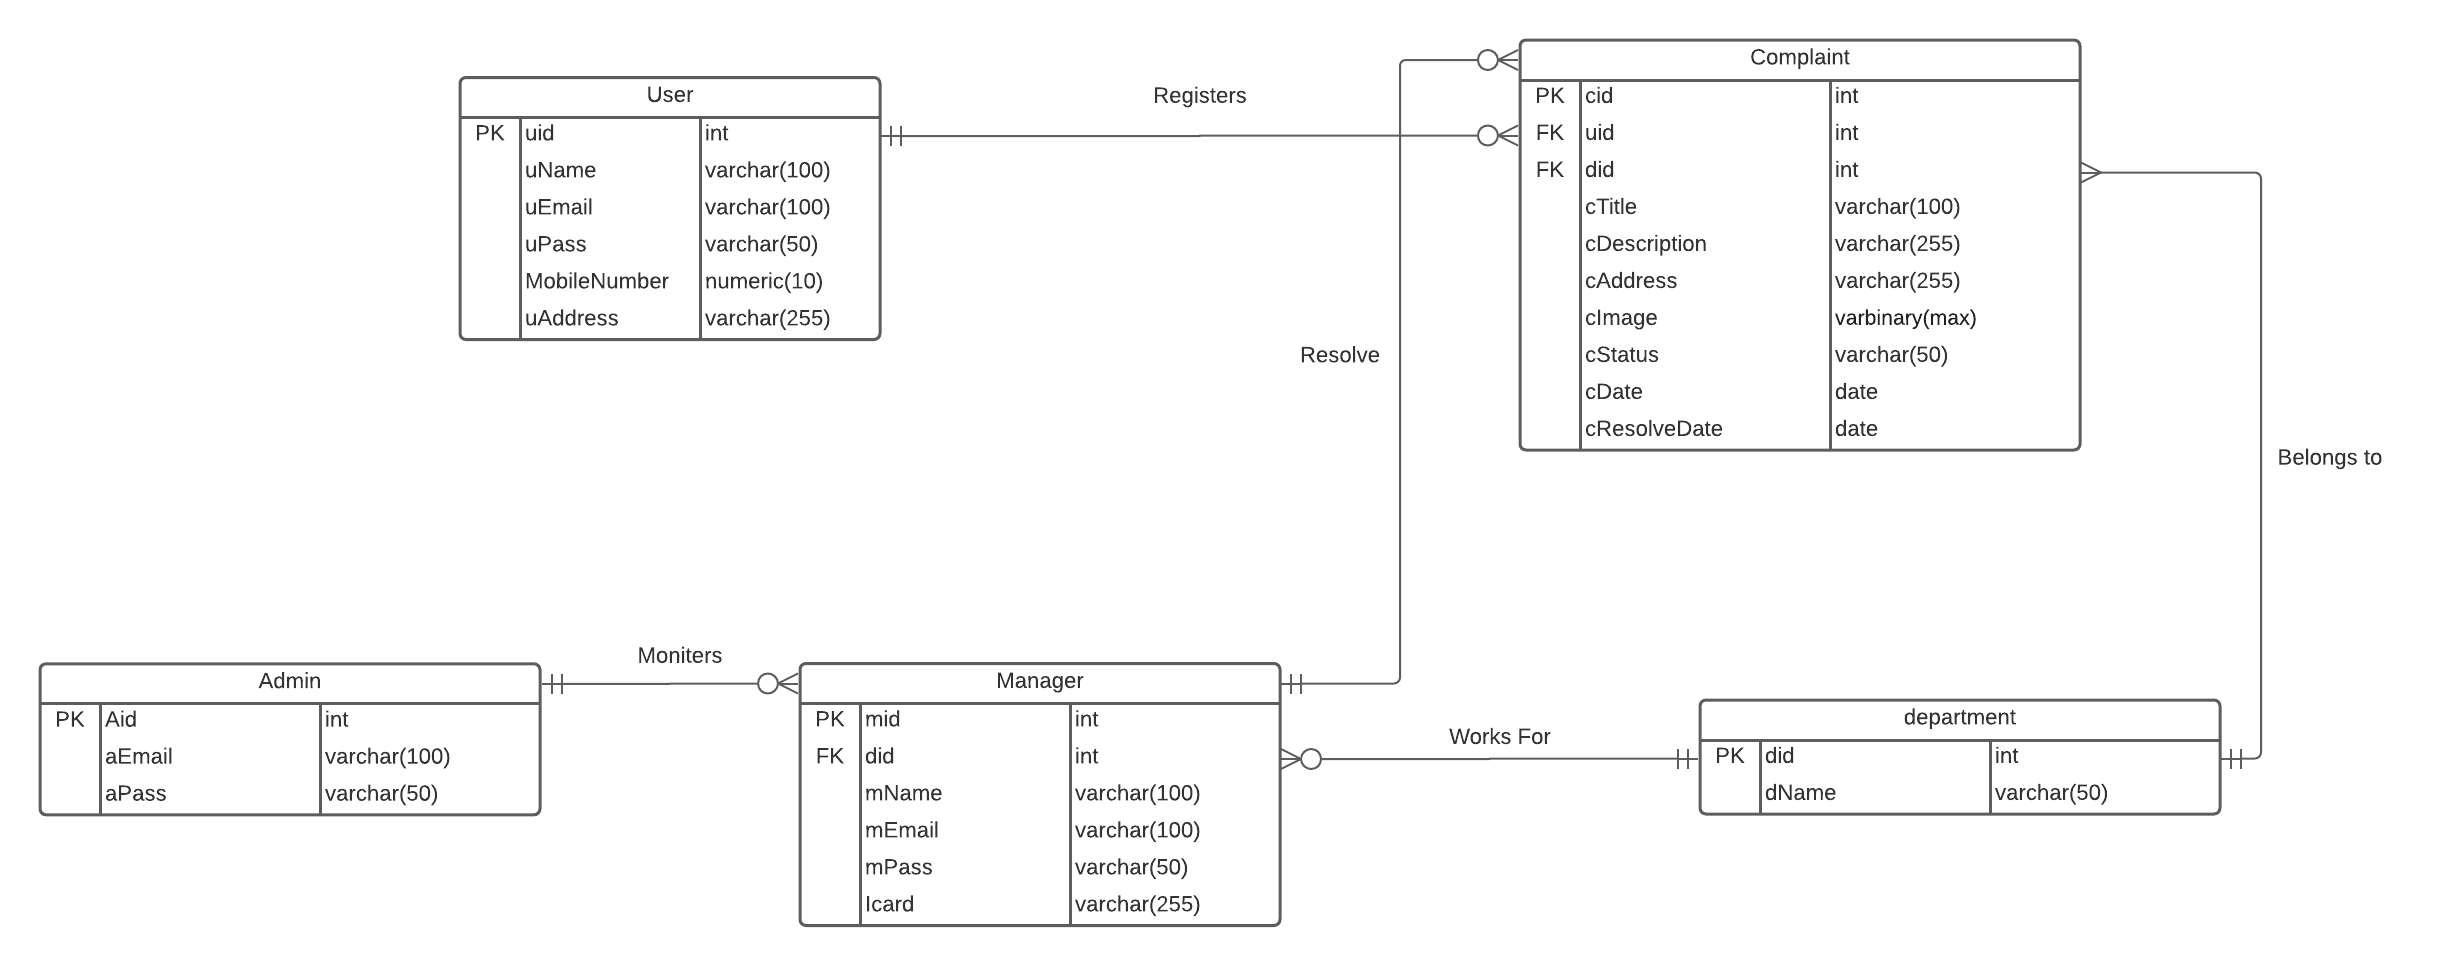 Complaint
PK cid int
FK uid int
FK did int
cTitle varchar(100)
cDescription varchar(255)
cAddress varchar(255)
cImage varbinary(max)
cStatus varchar(50)
cDate date
cResolveDate date
User
PK uid int
uName varchar(100)
uEmail varchar(100)
uPass varchar(50)
MobileNumber numeric(10)
uAddress varchar(255)
Registers
Resolve
Belongs to
Moniters
Admin
PK Aid int
aEmail varchar(100)
aPass varchar(50)
Manager
PK mid int
FK did int
mName varchar(100)
mEmail varchar(100)
mPass varchar(50)
Icard varchar(255)
Works For
department
PK did int
dName varchar(50)